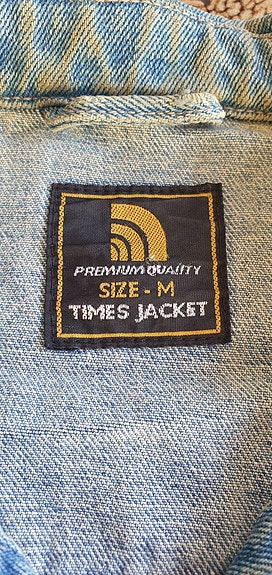 PREMIUM QUALITY
SIZE - M
TIMES JACKET